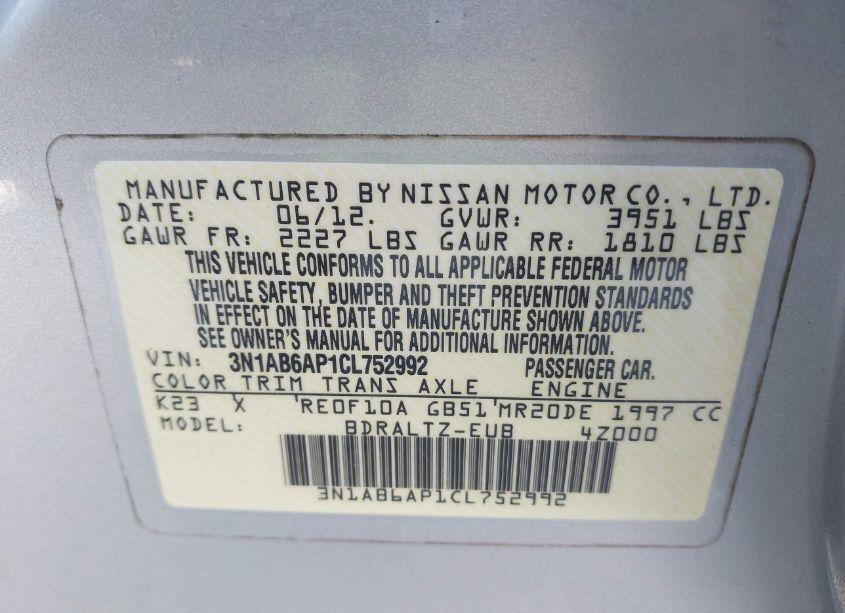 MANUFACTURED BY NISSAN MOTOR CO., LTD.
DATE: 06/12. GVWR: 3951 LBS
GAWR FR: 2227 LBS GAWR RR: 1810 LBS
THIS VEHICLE CONFORMS TO ALL APPLICABLE FEDERAL MOTOR
VEHICLE SAFETY, BUMPER AND THEFT PREVENTION STANDARDS
IN EFFECT ON THE DATE OF MANUFACTURE SHOWN ABOVE.
SEE OWNER'S MANUAL FOR ADDITIONAL INFORMATION.
VIN: 3N1AB6AP1CL752992 PASSENGER CAR.
COLOR TRIM TRANS AXLE ENGINE
K23 X 'RE0F10A GB51'MR20DE 1997 CC
MODEL: BDRALTZ-EUB 4Z000
3N1AB6AP1CL752992